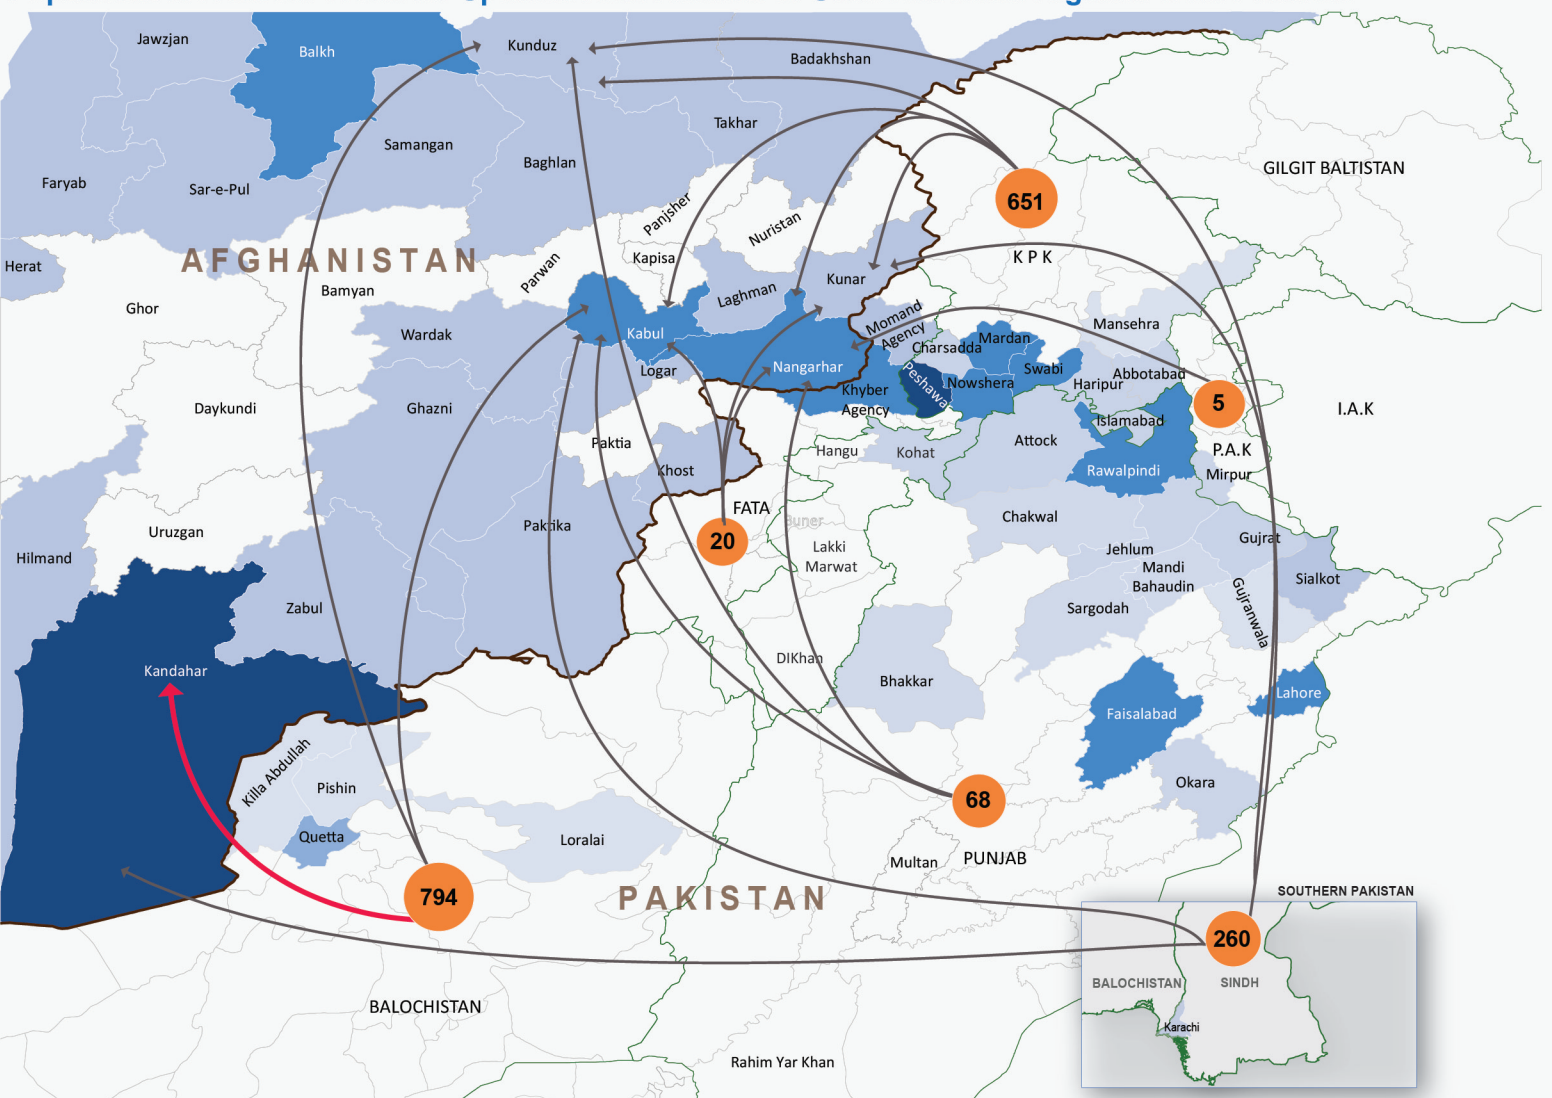 Jawzjan
Balkh
Kunduz
Badakhshan
Takhar
Samangan
Baghlan
Faryab
Sar-e-Pul
GILGIT BALTISTAN
651
Panjsher
Nuristan
AFGHANISTAN
Herat
Parwan
Kapisa
KPK
Kunar
Bamyan
Laghman
Ghor
Wardak
Kabul
Momand
Agency
Mansehra
Charsadda
Mardan
Logar
Nangarhar
Swabi
Abbotabad
Khyber
Agency
Peshawa
Nowshera
Haripur
Daykundi
Ghazni
5
I.A.K
Islamabad
Paktia
Hangu
Kohat
Attock
P.A.K
Khost
Rawalpindi
Mirpur
FATA
Chakwal
Uruzgan
Paktika
Buner
20
Lakki
Marwat
Gujrat
Hilmand
Jehlum
Mandi
Bahaudin
Sialkot
Zabul
Sargodah
Gujranwala
Kandahar
DIKhan
Bhakkar
Lahore
Faisalabad
Killa Abdullah
Pishin
Okara
68
Quetta
Loralai
Multan
PUNJAB
794
PAKISTAN
SOUTHERN PAKISTAN
260
BALOCHISTAN
SINDH
BALOCHISTAN
Karachi
Rahim Yar Khan